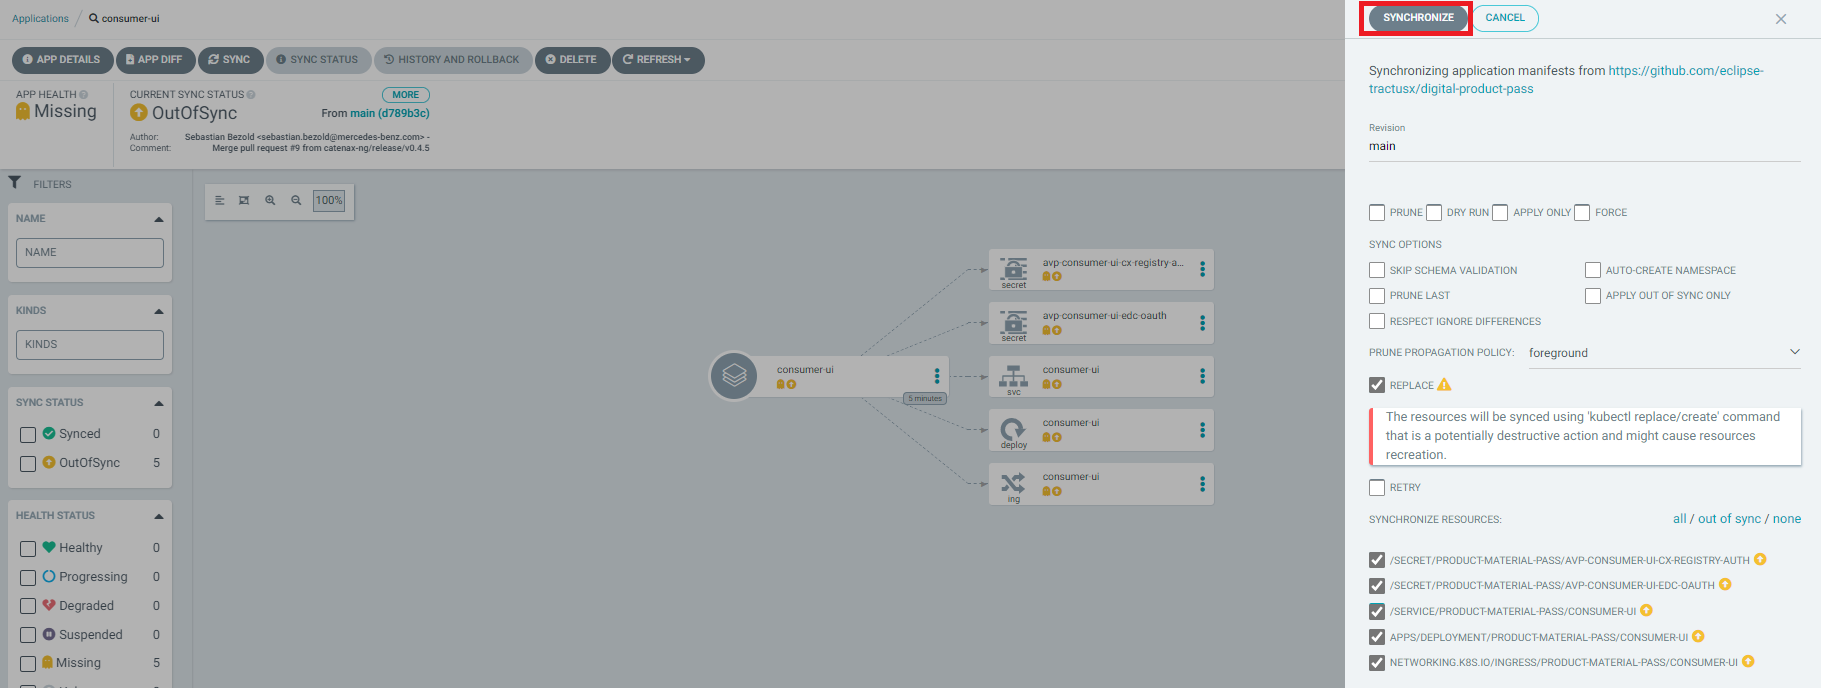 Applications / consumer-ui
APP DETAILS APP DIFF SYNC SYNC STATUS HISTORY AND ROLLBACK DELETE REFRESH
APP HEALTH
Missing
CURRENT SYNC STATUS
MORE
OutOfSync
From main (d789b3c)
Author: Sebastian Bezold <sebastian.bezold@mercedes-benz.com> -
Comment: Merge pull request #9 from catenax-ng/release/v0.4.5
FILTERS
NAME
NAME
KINDS
KINDS
SYNC STATUS
Synced 0
OutOfSync 5
HEALTH STATUS
Healthy 0
Progressing 0
Degraded 0
Suspended 0
Missing 5
100%
consumer-ui
5 minutes
avp-consumer-ui-cx-registry-a...
secret
avp-consumer-ui-edc-oauth
secret
consumer-ui
svc
consumer-ui
deploy
consumer-ui
ing
SYNCHRONIZE CANCEL
Synchronizing application manifests from https://github.com/eclipse-
tractusx/digital-product-pass
Revision
main
PRUNE DRY RUN APPLY ONLY FORCE
SYNC OPTIONS
SKIP SCHEMA VALIDATION AUTO-CREATE NAMESPACE
PRUNE LAST APPLY OUT OF SYNC ONLY
RESPECT IGNORE DIFFERENCES
PRUNE PROPAGATION POLICY: foreground
REPLACE
The resources will be synced using 'kubectl replace/create' command
that is a potentially destructive action and might cause resources
recreation.
RETRY
SYNCHRONIZE RESOURCES: all / out of sync / none
/SECRET/PRODUCT-MATERIAL-PASS/AVP-CONSUMER-UI-CX-REGISTRY-AUTH
/SECRET/PRODUCT-MATERIAL-PASS/AVP-CONSUMER-UI-EDC-OAUTH
/SERVICE/PRODUCT-MATERIAL-PASS/CONSUMER-UI
APPS/DEPLOYMENT/PRODUCT-MATERIAL-PASS/CONSUMER-UI
NETWORKING.K8S.IO/INGRESS/PRODUCT-MATERIAL-PASS/CONSUMER-UI